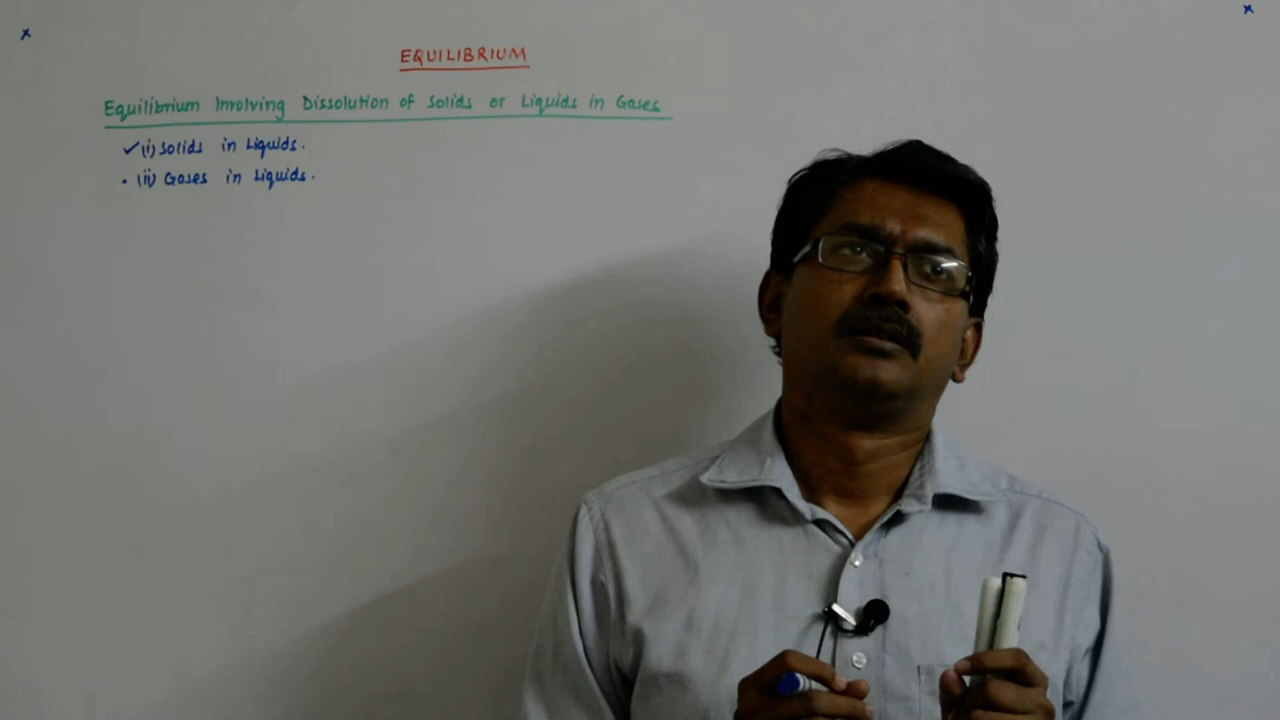 EQUILIBRIUM
Equilibrium Involving Dissolution of Solids or Liquids in Gases
✓(i) Solids in Liquids.
• (ii) Gases in Liquids.